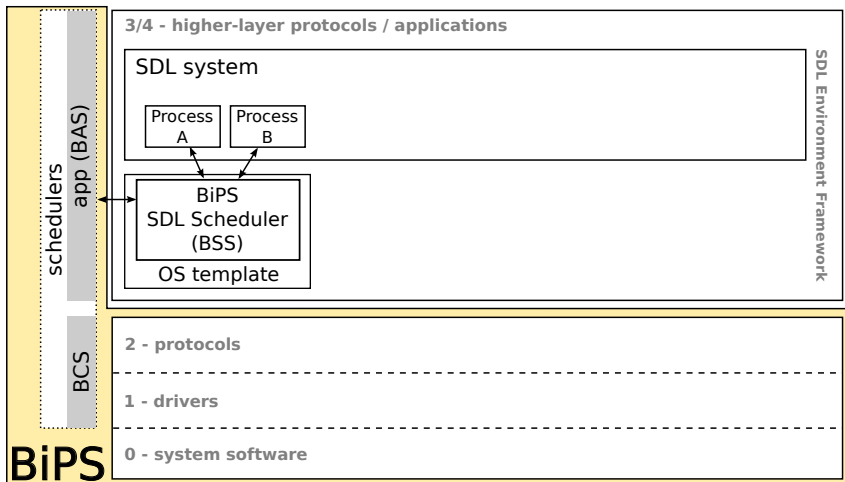 3/4 - higher-layer protocols / applications
SDL system
Process
A
Process
B
BiPS
SDL Scheduler
(BSS)
OS template
SDL Environment Framework
schedulers
app (BAS)
BCS
2 - protocols
1 - drivers
0 - system software
BiPS